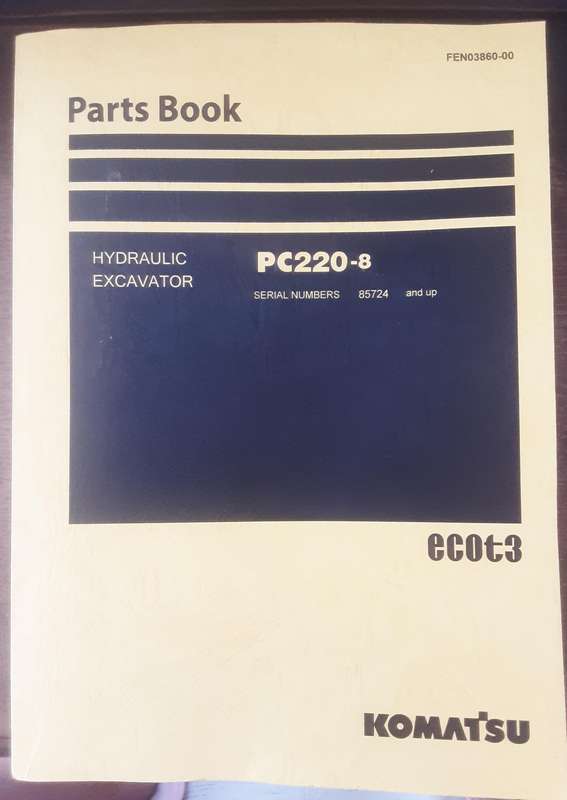 FEN03860-00
Parts Book
HYDRAULIC PC220-8
EXCAVATOR
SERIAL NUMBERS 85724 and up
ecot3
KOMATSU